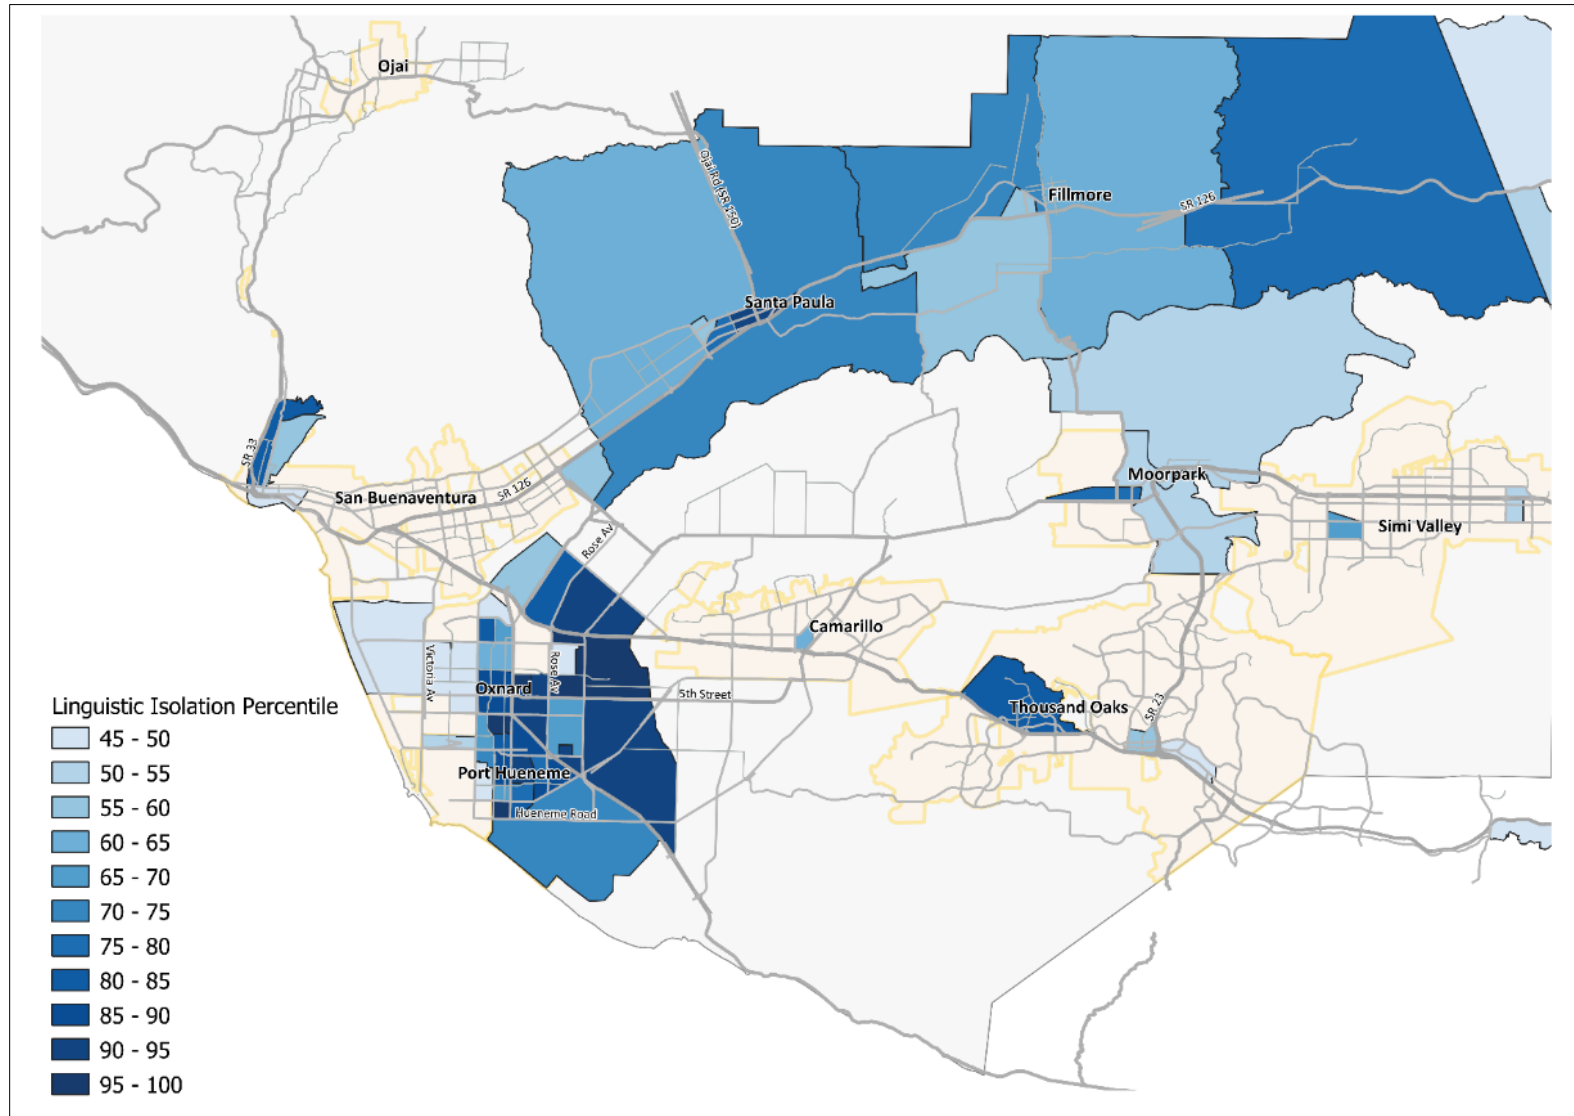 Ojai
Ojai Rd (SR 150)
Fillmore
SR 126
Santa Paula
SR 33
Moorpark
San Buenaventura
SR 126
Simi Valley
Rose Av
Camarillo
Victoria Av
Rose Av
Oxnard
5th Street
Thousand Oaks
SR 23
Port Hueneme
Hueneme Road
Linguistic Isolation Percentile
45 - 50
50 - 55
55 - 60
60 - 65
65 - 70
70 - 75
75 - 80
80 - 85
85 - 90
90 - 95
95 - 100